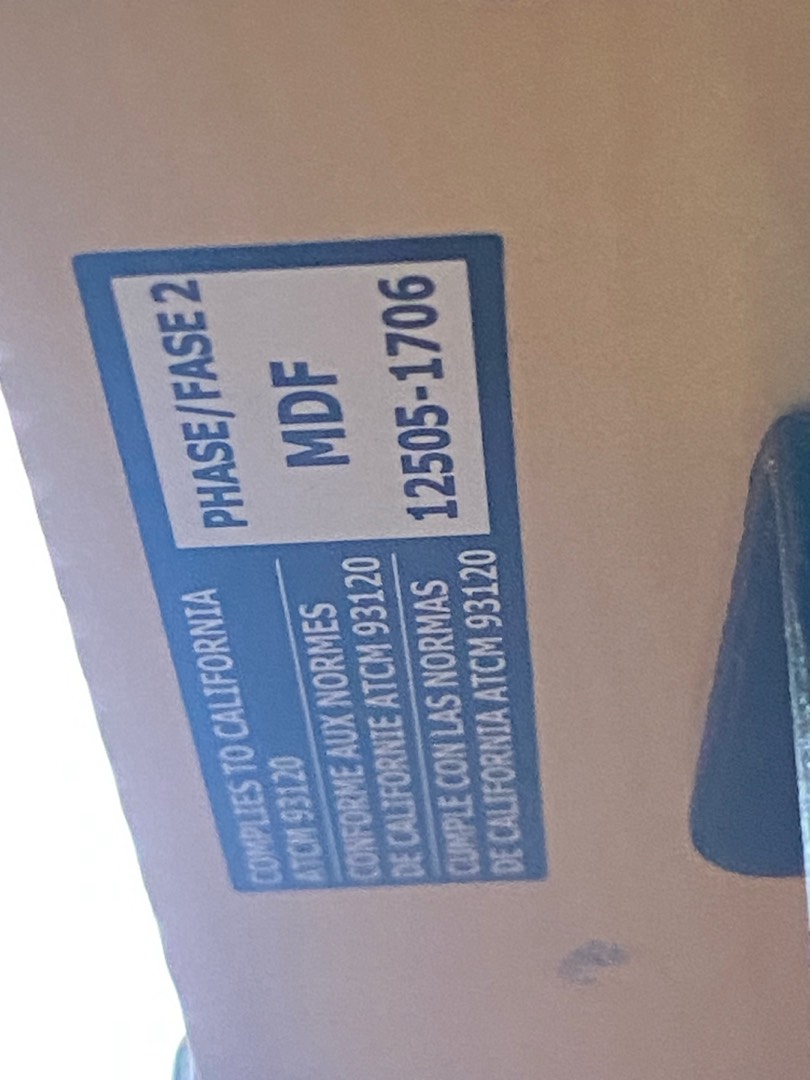 COMPLIES TO CALIFORNIA
ATCM 93120
CONFORME AUX NORMES
DE CALIFORNIE ATCM 93120
CUMPLE CON LAS NORMAS
DE CALIFORNIA ATCM 93120
PHASE/FASE 2
MDF
12505-1706